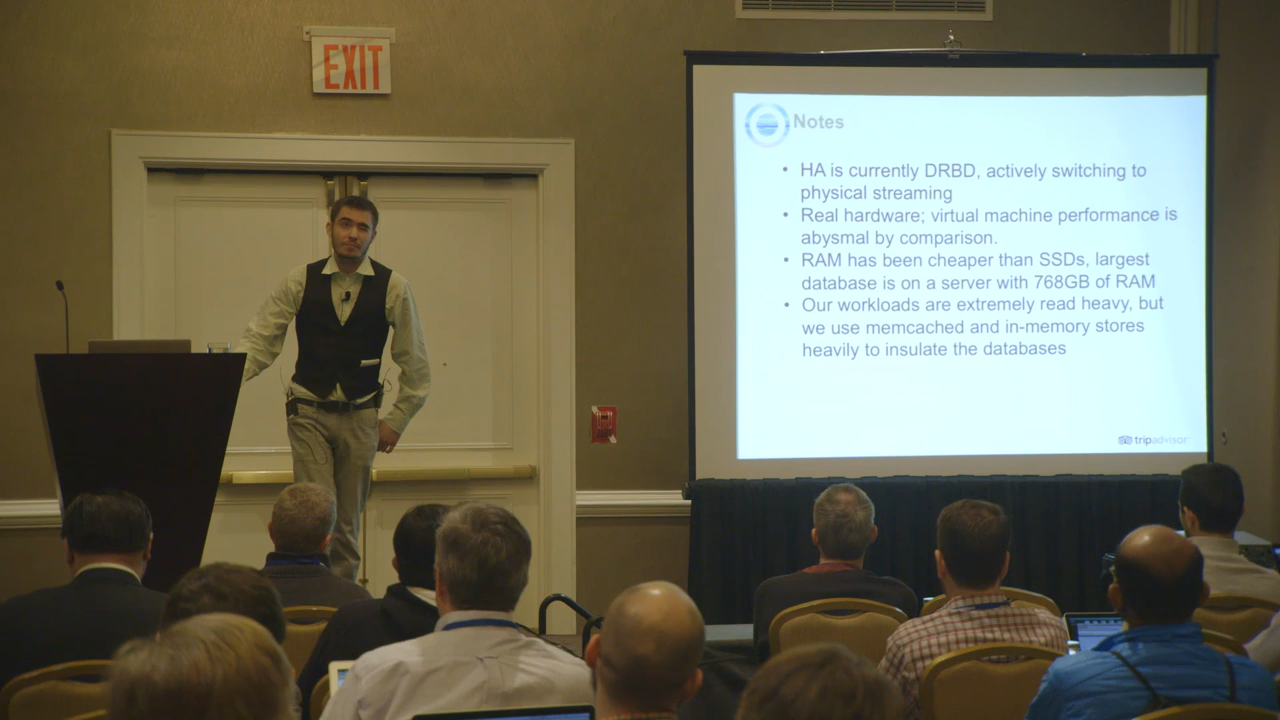 EXIT
Notes
• HA is currently DRBD, actively switching to
physical streaming
• Real hardware; virtual machine performance is
abysmal by comparison.
• RAM has been cheaper than SSDs, largest
database is on a server with 768GB of RAM
• Our workloads are extremely read heavy, but
we use memcached and in-memory stores
heavily to insulate the databases
tripadvisor